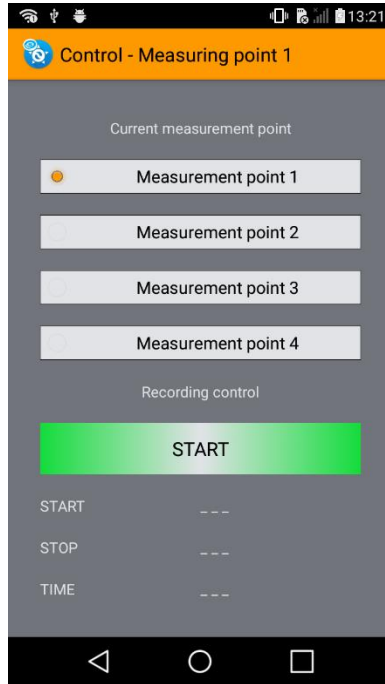 13:21
Control - Measuring point 1
Current measurement point
Measurement point 1
Measurement point 2
Measurement point 3
Measurement point 4
Recording control
START
START _ _ _
STOP _ _ _
TIME _ _ _